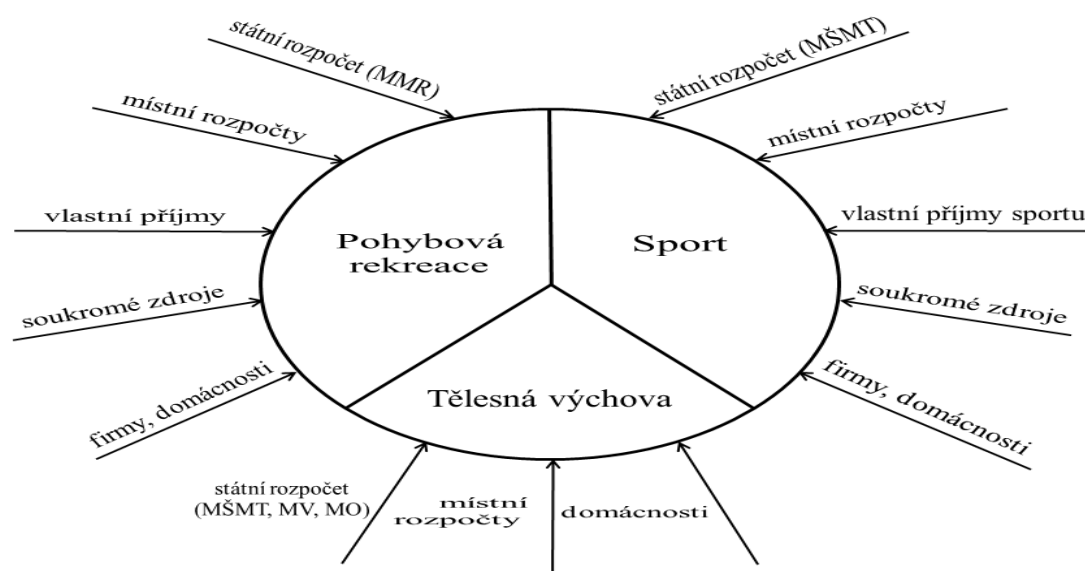 státní rozpočet (MMR)
místní rozpočty
vlastní příjmy
soukromé zdroje
firmy, domácnosti
státní rozpočet (MŠMT)
místní rozpočty
vlastní příjmy sportu
soukromé zdroje
firmy, domácnosti
Pohybová
rekreace
Sport
Tělesná výchova
státní rozpočet
(MŠMT, MV, MO)
místní
rozpočty
domácnosti